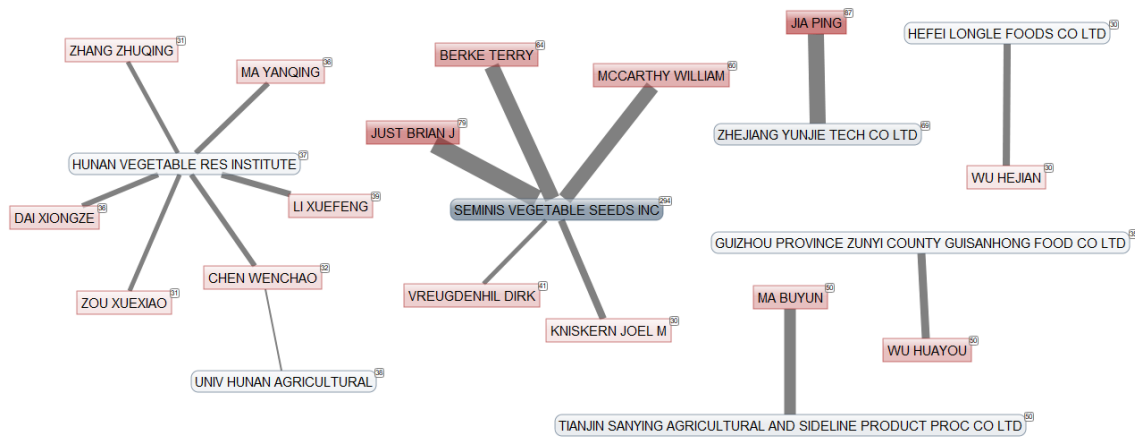 ZHANG ZHUQING 31
MA YANQING 36
HUNAN VEGETABLE RES INSTITUTE 37
DAI XIONGZE 36
LI XUEFENG 39
CHEN WENCHAO 32
ZOU XUEXIAO 31
UNIV HUNAN AGRICULTURAL 38
BERKE TERRY 64
MCCARTHY WILLIAM 60
JUST BRIAN J 79
SEMINIS VEGETABLE SEEDS INC 294
VREUGDENHIL DIRK 41
KNISKERN JOEL M 30
JIA PING 87
ZHEJIANG YUNJIE TECH CO LTD 69
HEFEI LONGLE FOODS CO LTD 30
WU HEJIAN 30
GUIZHOU PROVINCE ZUNYI COUNTY GUISANHONG FOOD CO LTD
WU HUAYOU 50
MA BUYUN 50
TIANJIN SANYING AGRICULTURAL AND SIDELINE PRODUCT PROC CO LTD 50